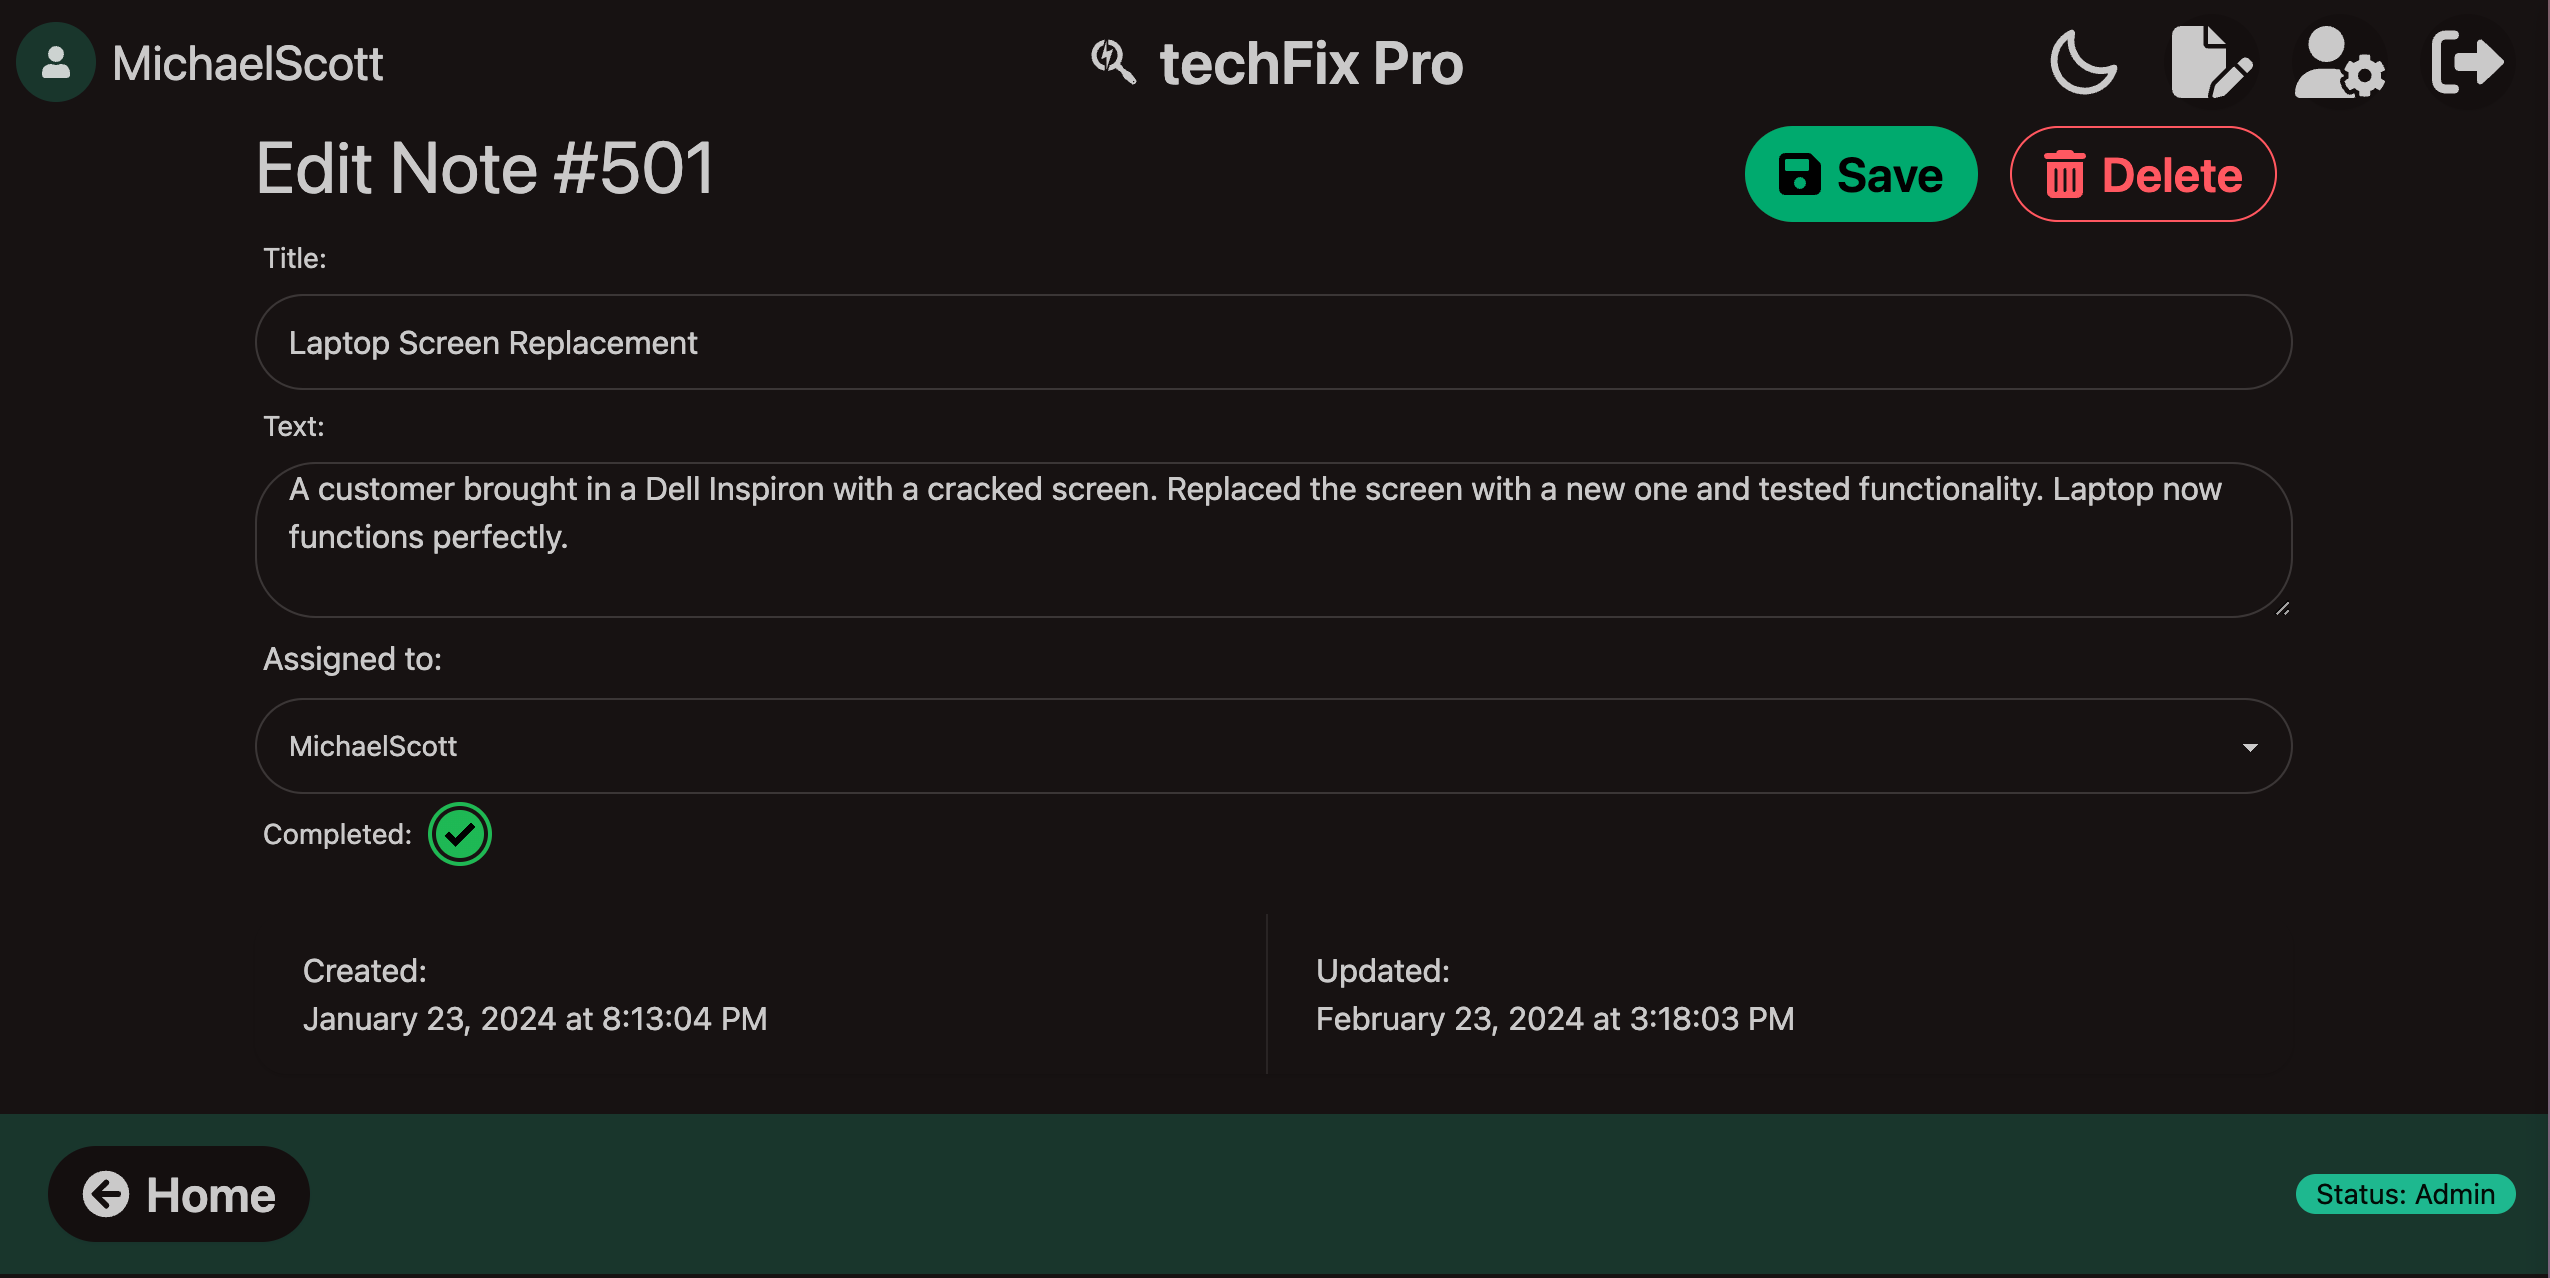 MichaelScott
techFix Pro
Edit Note #501
Save
Delete
Title:
Laptop Screen Replacement
Text:
A customer brought in a Dell Inspiron with a cracked screen. Replaced the screen with a new one and tested functionality. Laptop now
functions perfectly.
Assigned to:
MichaelScott
Completed:
Created:
January 23, 2024 at 8:13:04 PM
Updated:
February 23, 2024 at 3:18:03 PM
Home
Status: Admin